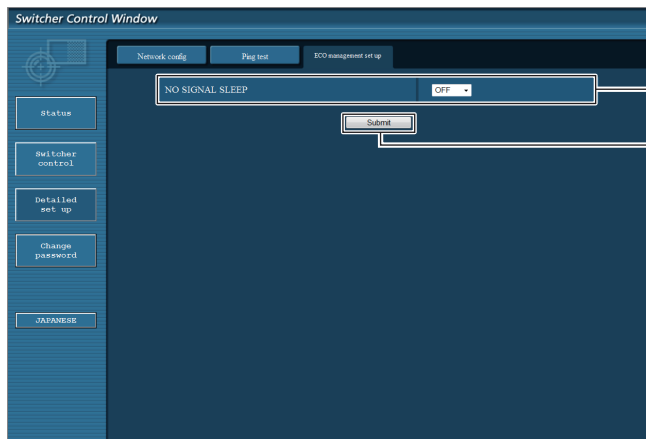 Switcher Control Window
Network config
Ping test
ECO management set up
NO SIGNAL SLEEP
OFF
Submit
Status
Switcher
control
Detailed
set up
Change
password
JAPANESE